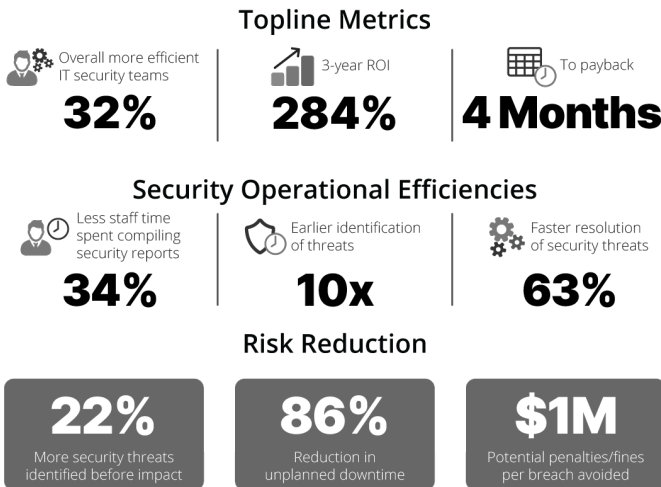 Topline Metrics
Overall more efficient
IT security teams
32%
3-year ROI
284%
To payback
4 Months
Security Operational Efficiencies
Less staff time
spent compiling
security reports
34%
Earlier identification
of threats
10x
Faster resolution
of security threats
63%
Risk Reduction
22%
More security threats
identified before impact
86%
Reduction in
unplanned downtime
$1M
Potential penalties/fines
per breach avoided